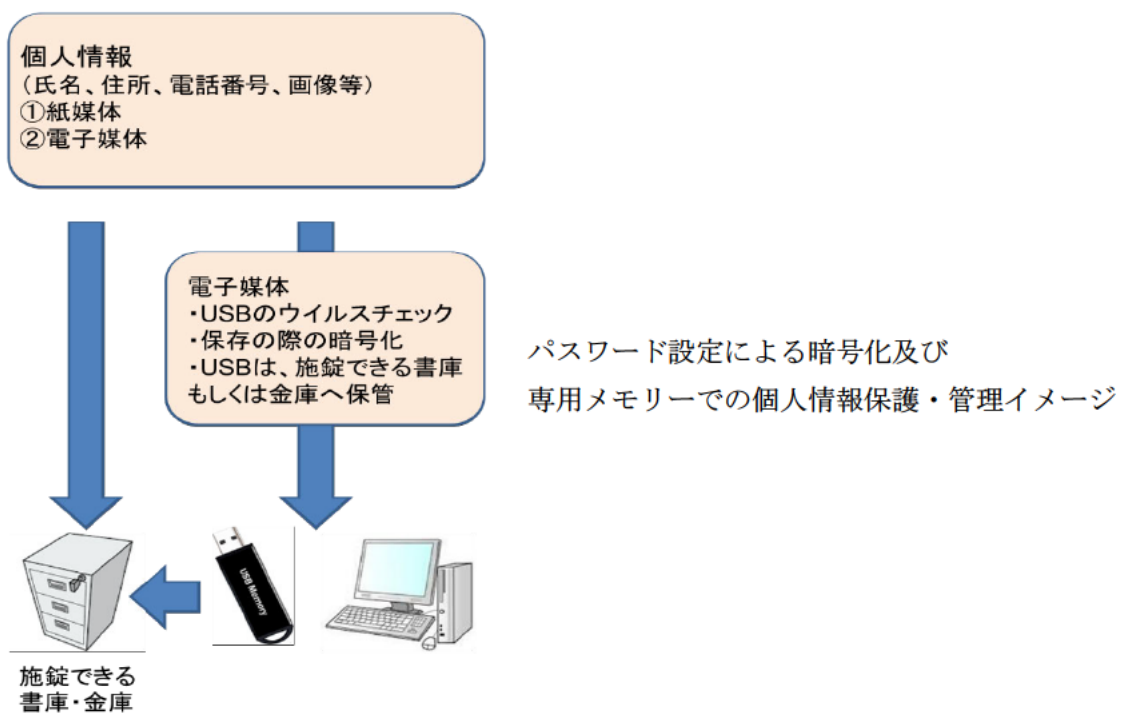 個人情報
(氏名、住所、電話番号、画像等)
①紙媒体
②電子媒体
電子媒体
・USBのウイルスチェック
・保存の際の暗号化
・USBは、施錠できる書庫
もしくは金庫へ保管
パスワード設定による暗号化及び
専用メモリーでの個人情報保護・管理イメージ
USB Memory
施錠できる
書庫・金庫